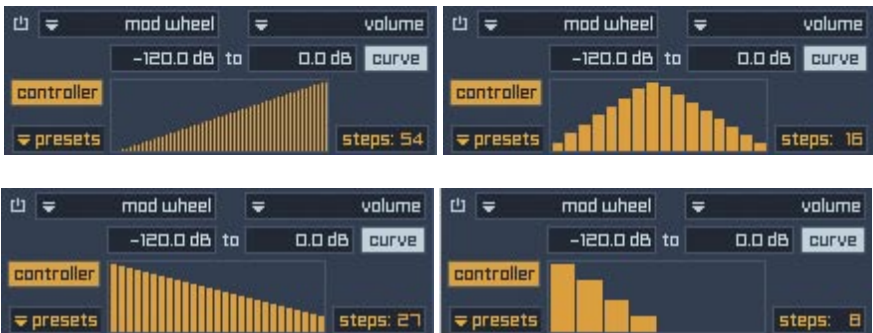 mod wheel volume
-120.0 dB to 0.0 dB curve
controller
presets steps: 54
mod wheel volume
-120.0 dB to 0.0 dB curve
controller
presets steps: 16
mod wheel volume
-120.0 dB to 0.0 dB curve
controller
presets steps: 27
mod wheel volume
-120.0 dB to 0.0 dB curve
controller
presets steps: 8